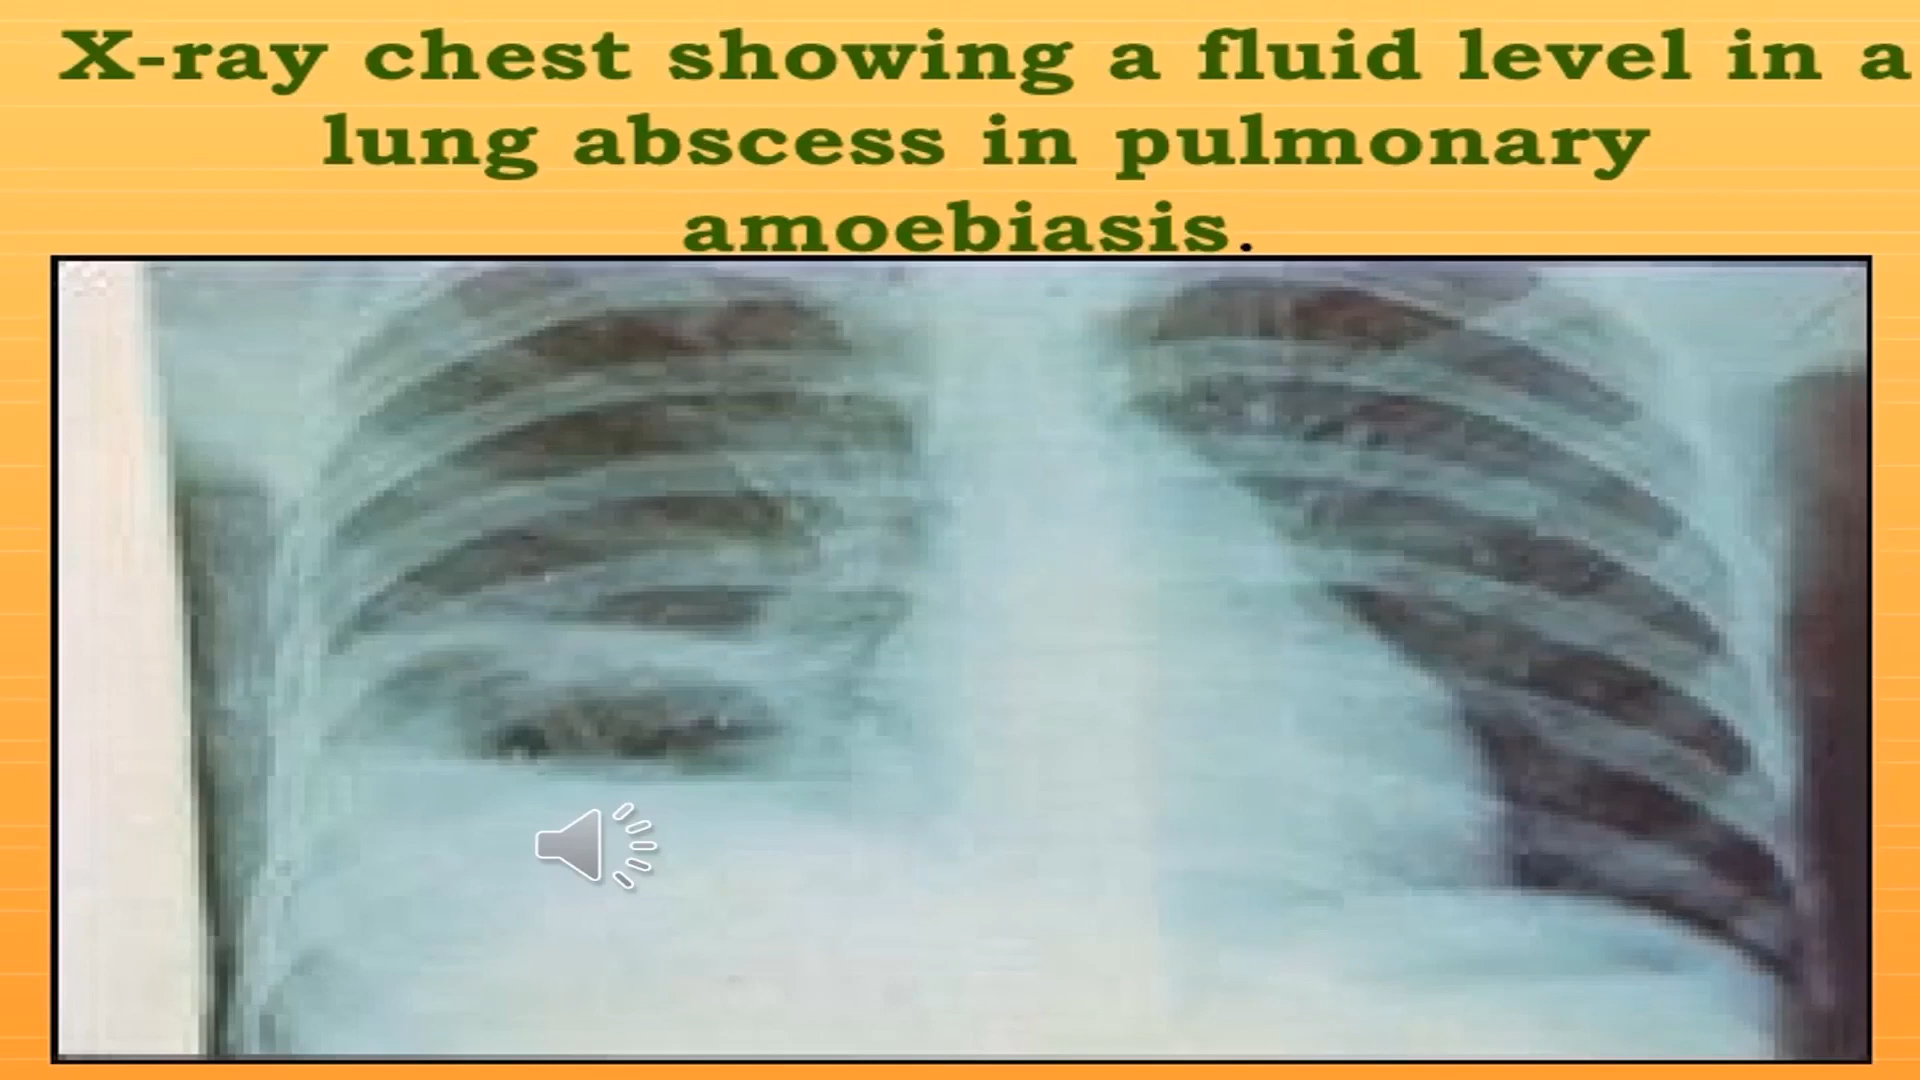 X-ray chest showing a fluid level in a
lung abscess in pulmonary
amoebiasis.